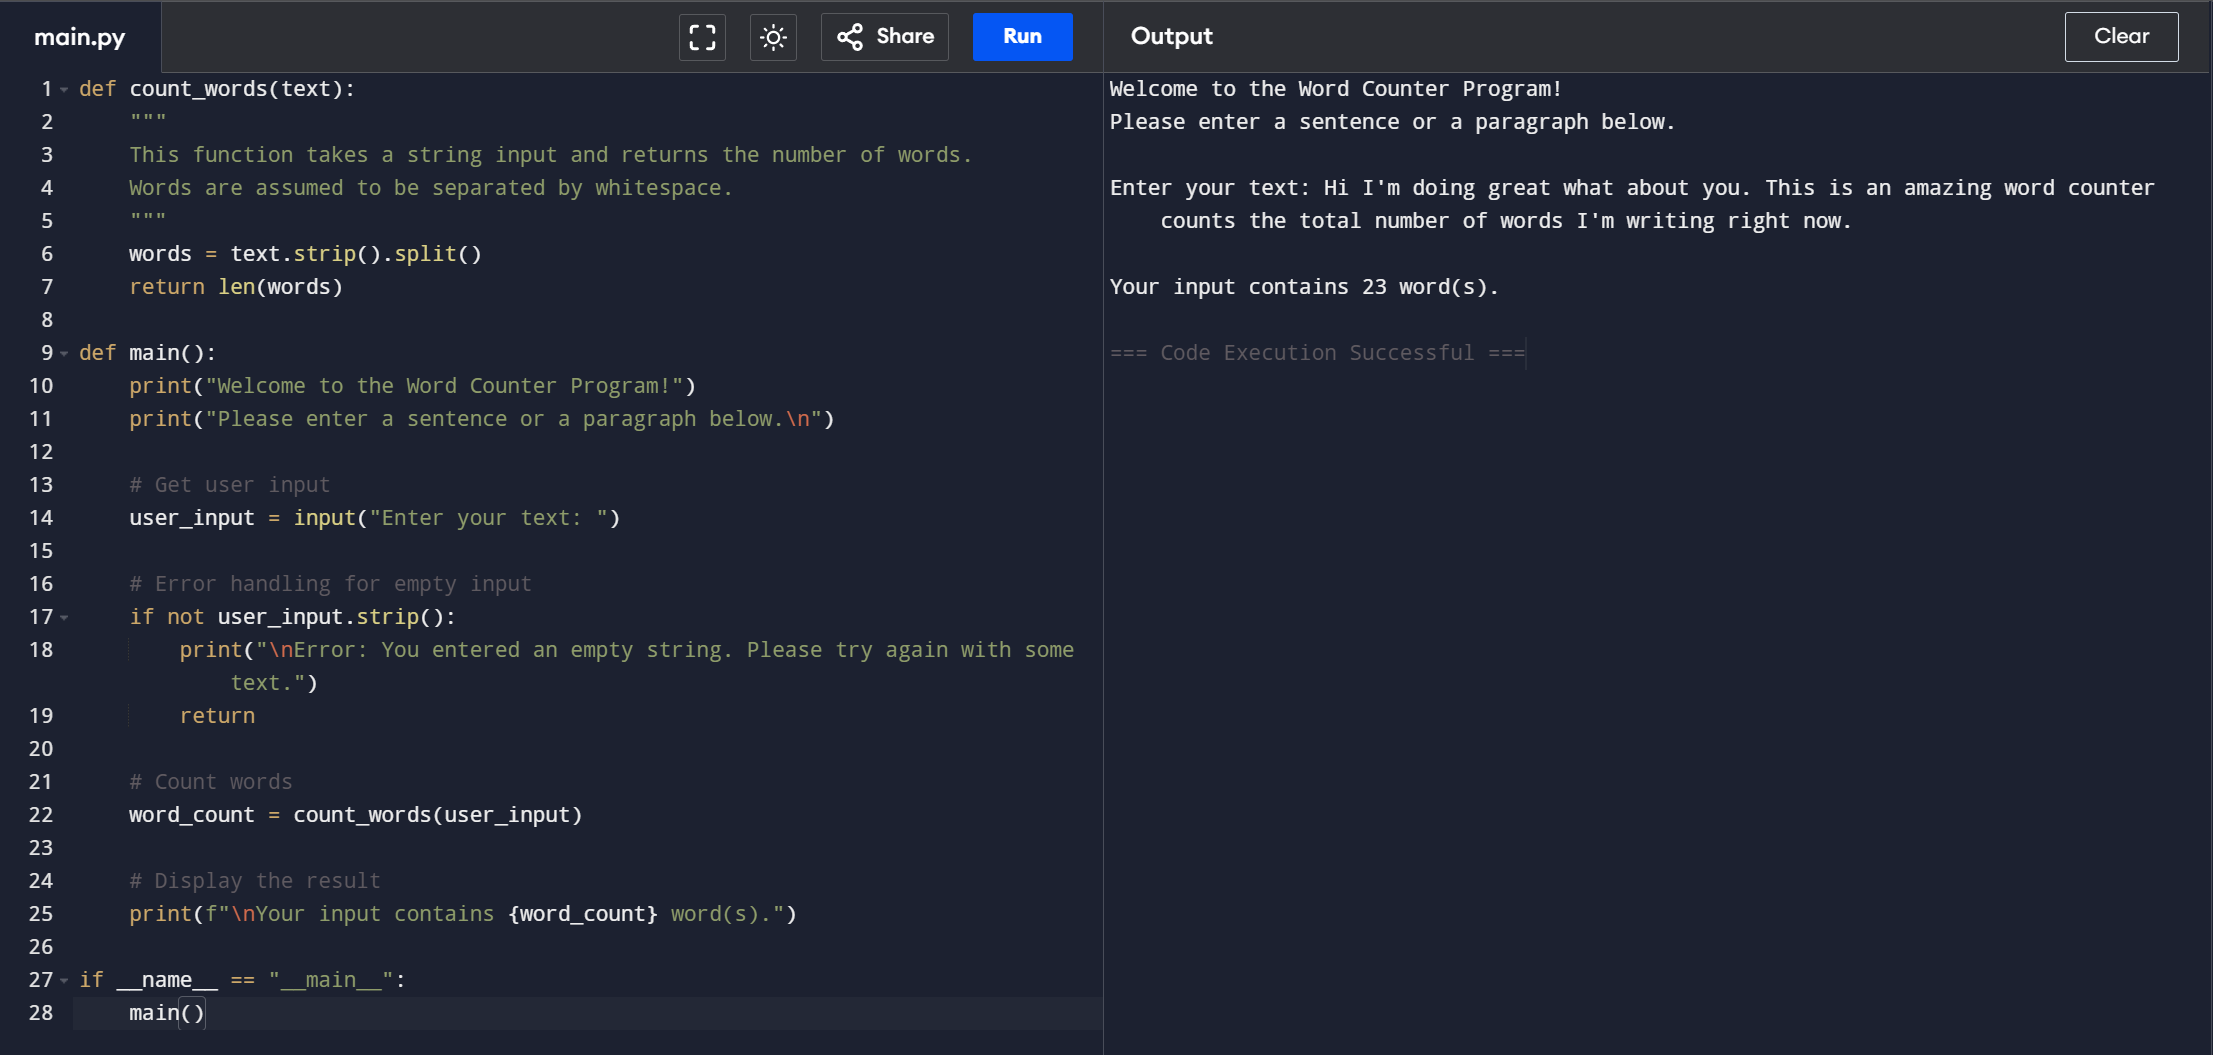 main.py
Share
Run
Output
Clear
1 def count_words(text):
2     """
3     This function takes a string input and returns the number of words.
4     Words are assumed to be separated by whitespace.
5     """
6     words = text.strip().split()
7     return len(words)
8
9 def main():
10     print("Welcome to the Word Counter Program!")
11     print("Please enter a sentence or a paragraph below.\n")
12
13     # Get user input
14     user_input = input("Enter your text: ")
15
16     # Error handling for empty input
17     if not user_input.strip():
18         print("\nError: You entered an empty string. Please try again with some
            text.")
19         return
20
21     # Count words
22     word_count = count_words(user_input)
23
24     # Display the result
25     print(f"\nYour input contains {word_count} word(s).")
26
27 if __name__ == "__main__":
28     main()
Welcome to the Word Counter Program!
Please enter a sentence or a paragraph below.

Enter your text: Hi I'm doing great what about you. This is an amazing word counter
    counts the total number of words I'm writing right now.

Your input contains 23 word(s).

=== Code Execution Successful ===